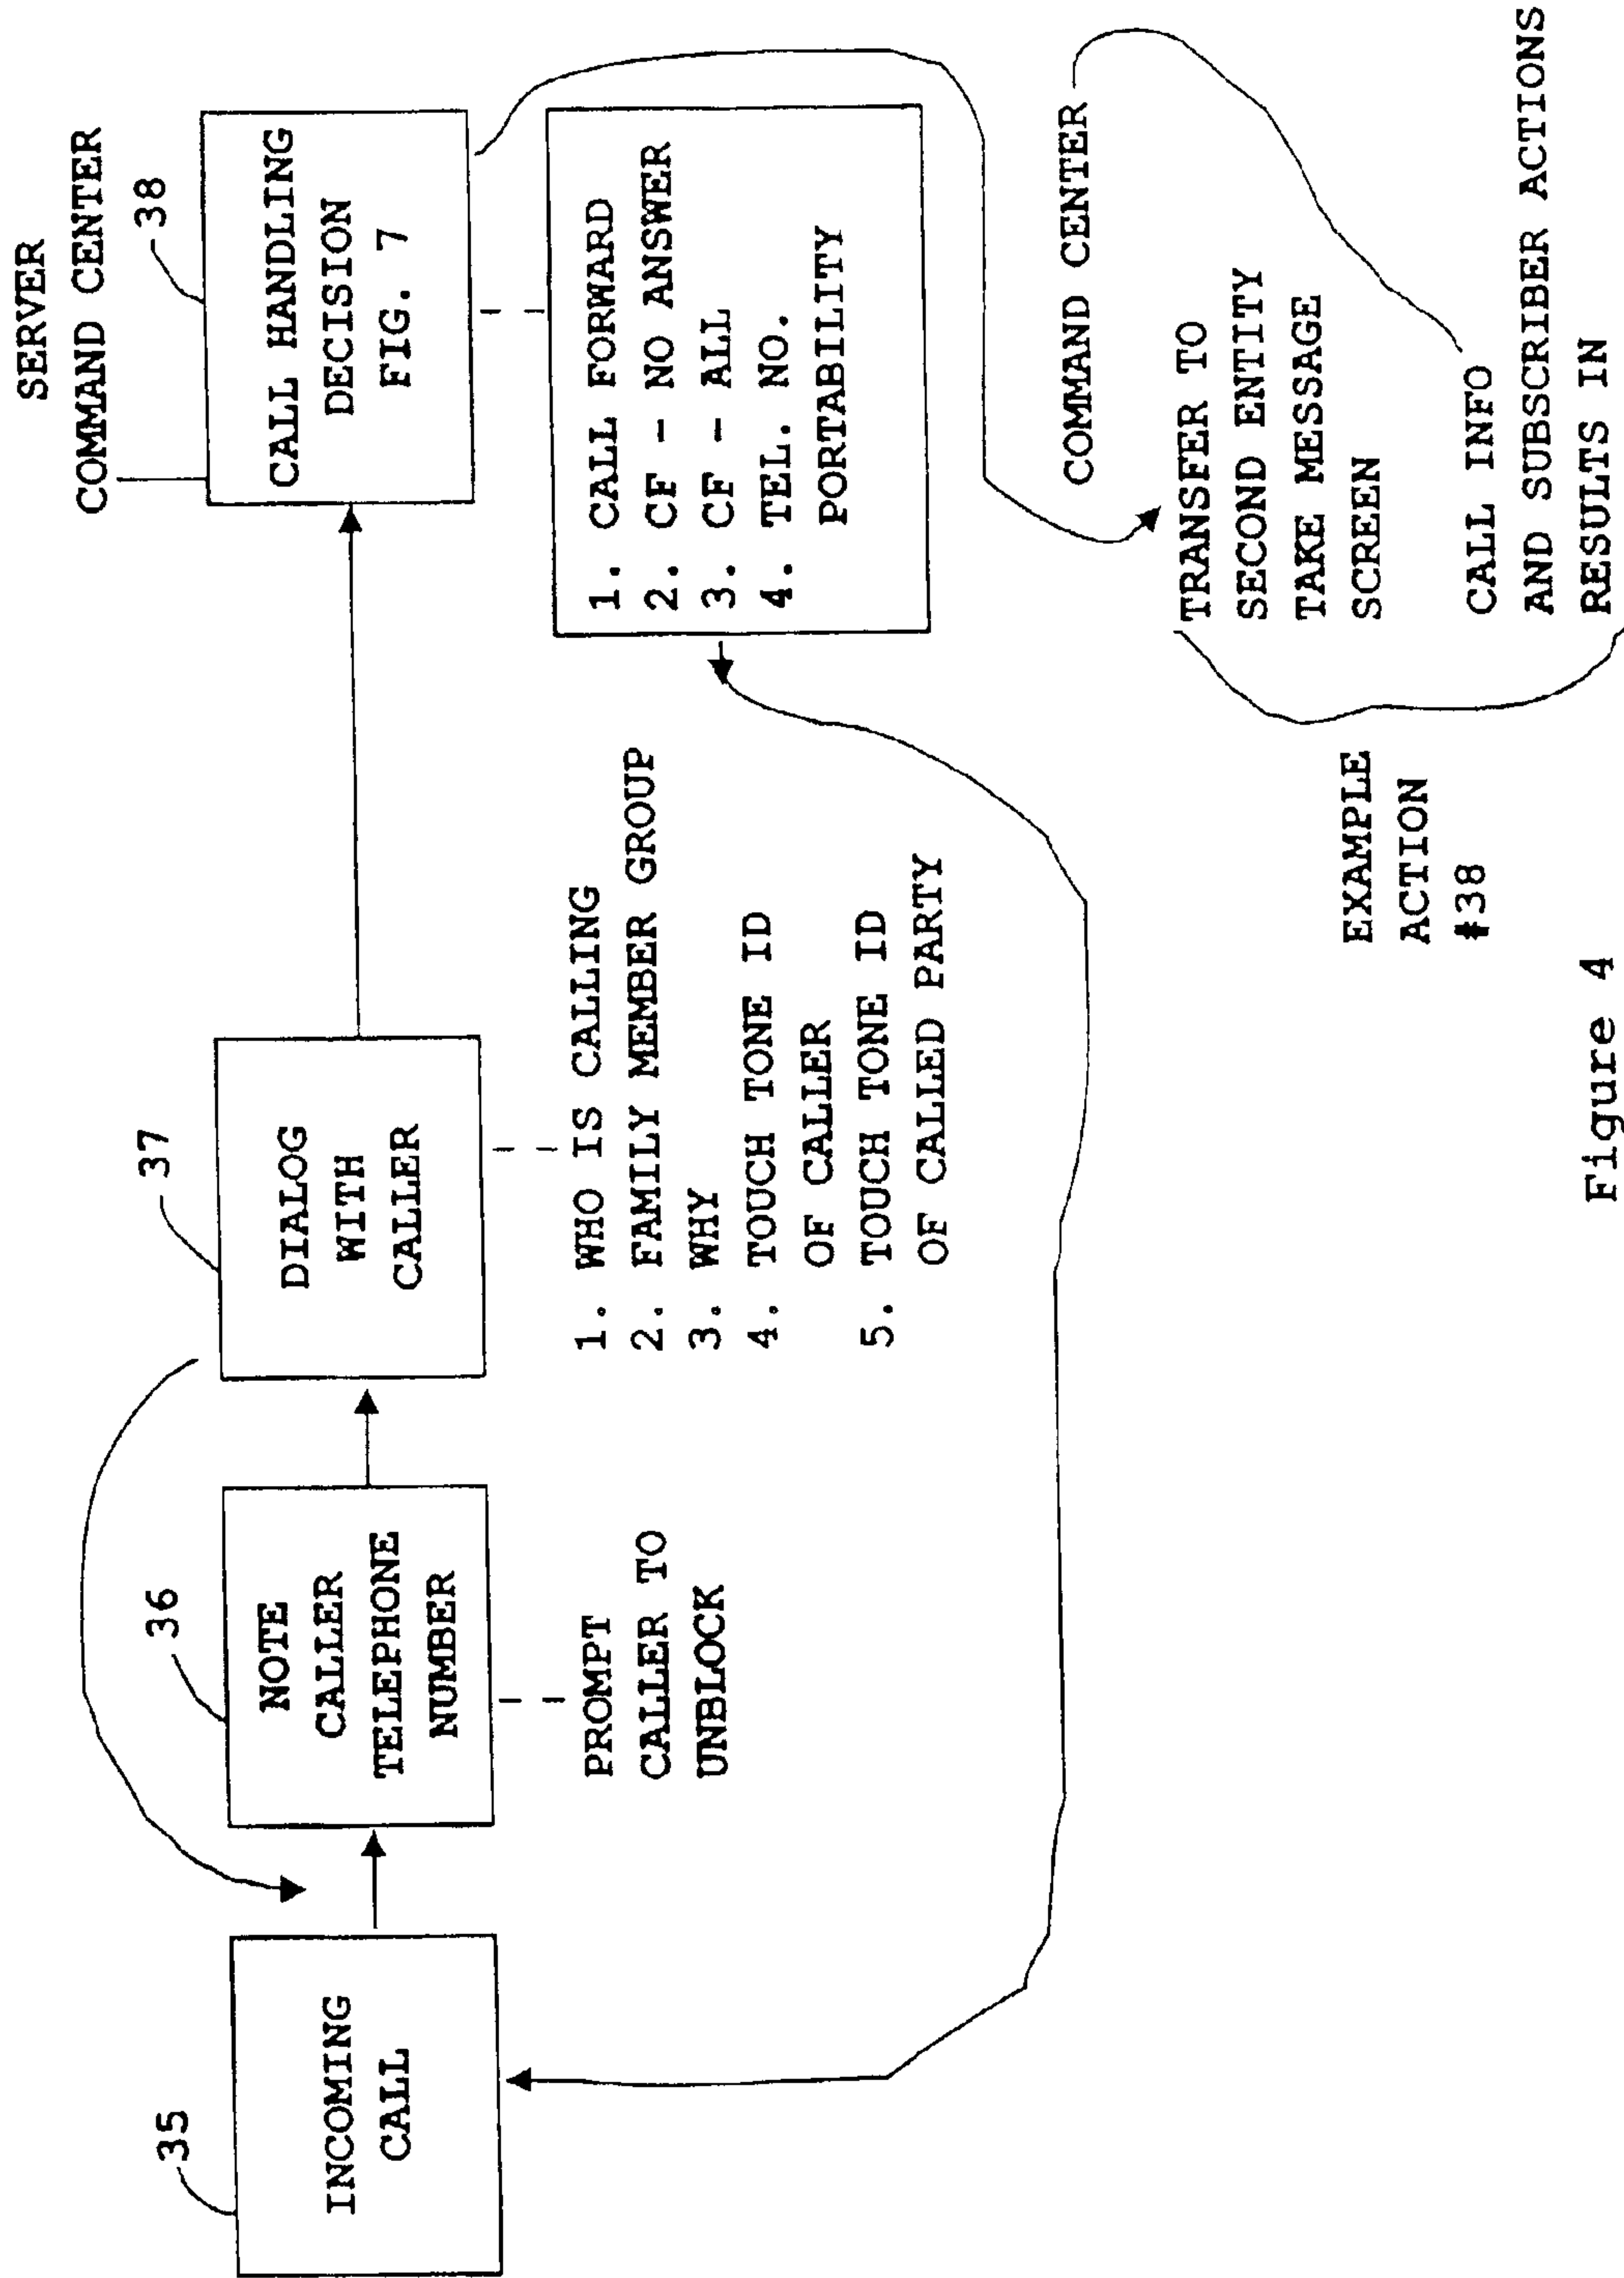 SERVER
COMMAND CENTER
35
INCOMING
CALL
36
NOTE
CALLER
TELEPHONE
NUMBER
PROMPT
CALLER TO
UNBLOCK
37
DIALOG
WITH
CALLER
1. WHO IS CALLING
2. FAMILY MEMBER GROUP
3. WHY
4. TOUCH TONE ID
OF CALLER
5. TOUCH TONE ID
OF CALLED PARTY
38
CALL HANDLING
DECISION
FIG. 7
1. CALL FORWARD
2. CF - NO ANSWER
3. CF - ALL
4. TEL. NO.
PORTABILITY
COMMAND CENTER
TRANSFER TO
SECOND ENTITY
TAKE MESSAGE
SCREEN
CALL INFO
AND SUBSCRIBER ACTIONS
RESULTS IN
EXAMPLE
ACTION
#38
Figure 4